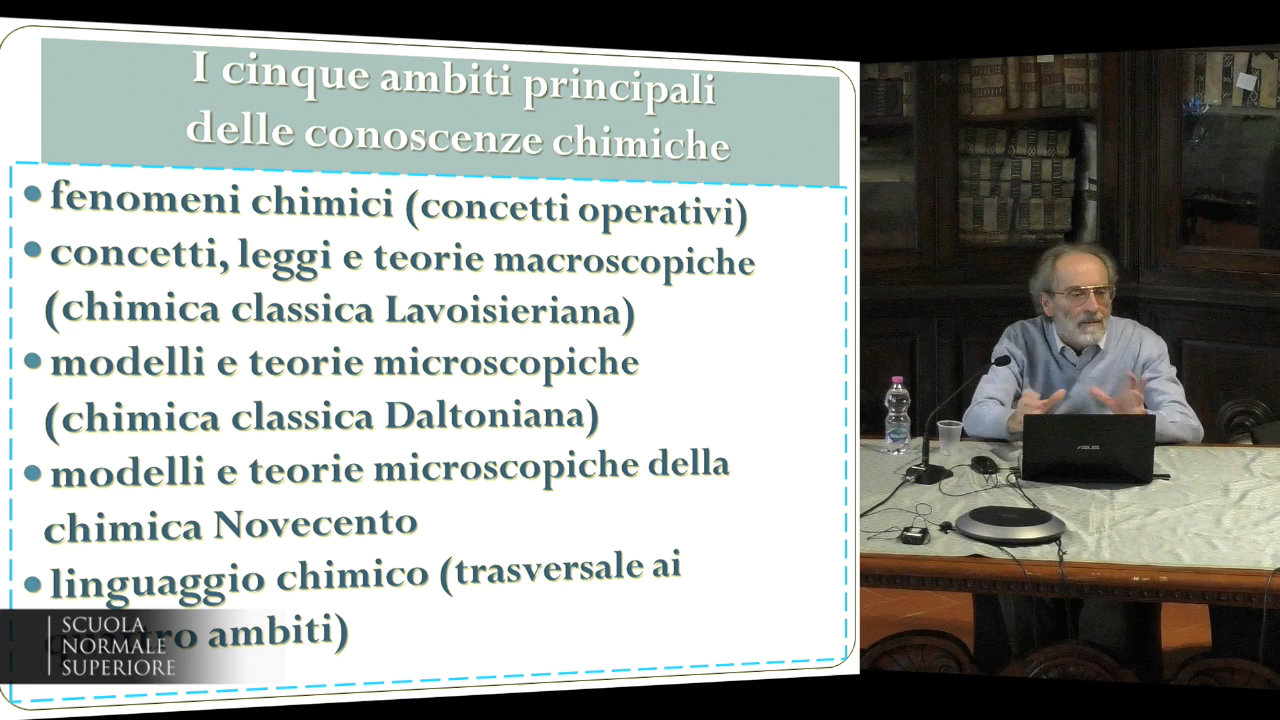 I cinque ambiti principali
delle conoscenze chimiche
• fenomeni chimici (concetti operativi)
• concetti, leggi e teorie macroscopiche
(chimica classica Lavoisieriana)
• modelli e teorie microscopiche
(chimica classica Daltoniana)
• modelli e teorie microscopiche della
chimica Novecento
• linguaggio chimico (trasversale ai
ambiti)
SCUOLA
NORMALE
SUPERIORE
ASUS